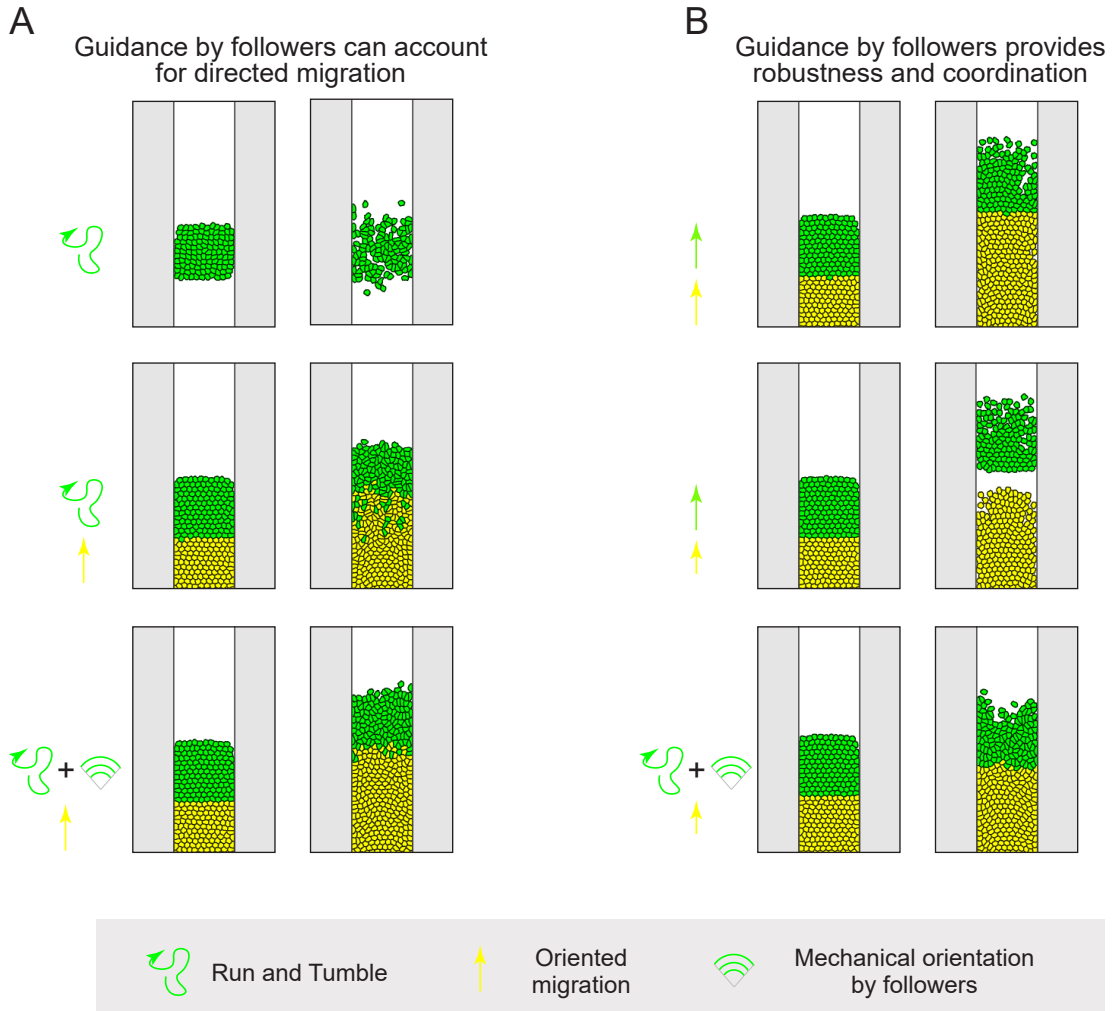 A
Guidance by followers can account
for directed migration
B
Guidance by followers provides
robustness and coordination
+
+
Run and Tumble
Oriented
migration
Mechanical orientation
by followers